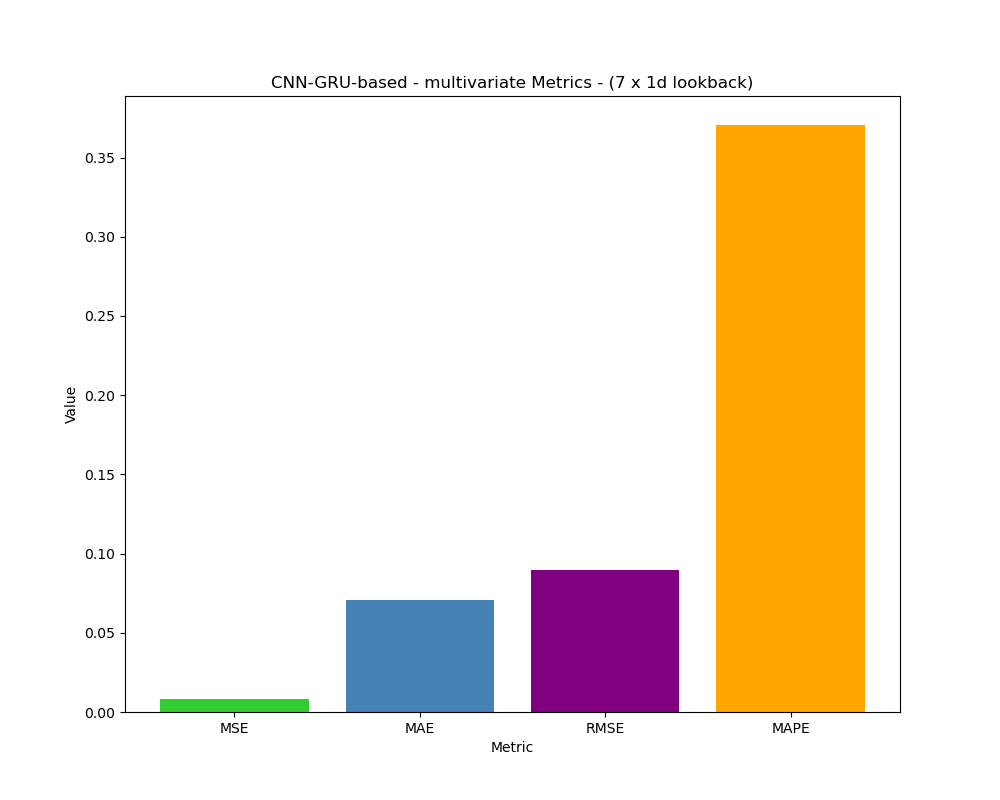 CNN-GRU-based - multivariate Metrics - (7 x 1d lookback)
0.35
0.30
0.25
0.20
0.15
0.10
0.05
0.00
Value
MSE MAE RMSE MAPE
Metric